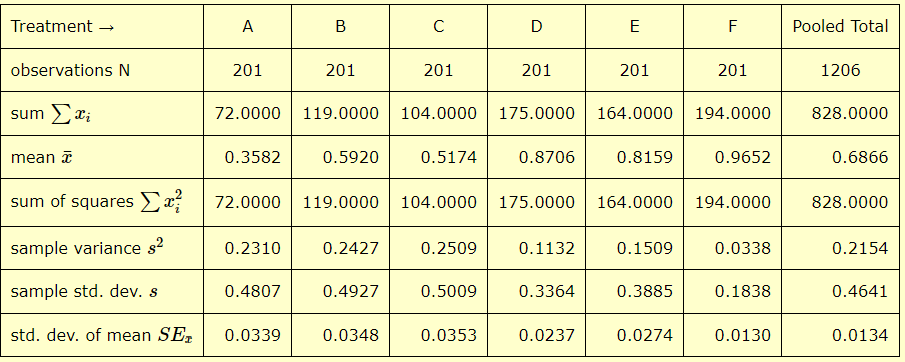 Treatment → A B C D E F Pooled Total
observations N 201 201 201 201 201 201 1206
sum ∑ xᵢ 72.0000 119.0000 104.0000 175.0000 164.0000 194.0000 828.0000
mean x̄ 0.3582 0.5920 0.5174 0.8706 0.8159 0.9652 0.6866
sum of squares ∑ xᵢ² 72.0000 119.0000 104.0000 175.0000 164.0000 194.0000 828.0000
sample variance s² 0.2310 0.2427 0.2509 0.1132 0.1509 0.0338 0.2154
sample std. dev. s 0.4807 0.4927 0.5009 0.3364 0.3885 0.1838 0.4641
std. dev. of mean SEₓ̄ 0.0339 0.0348 0.0353 0.0237 0.0274 0.0130 0.0134